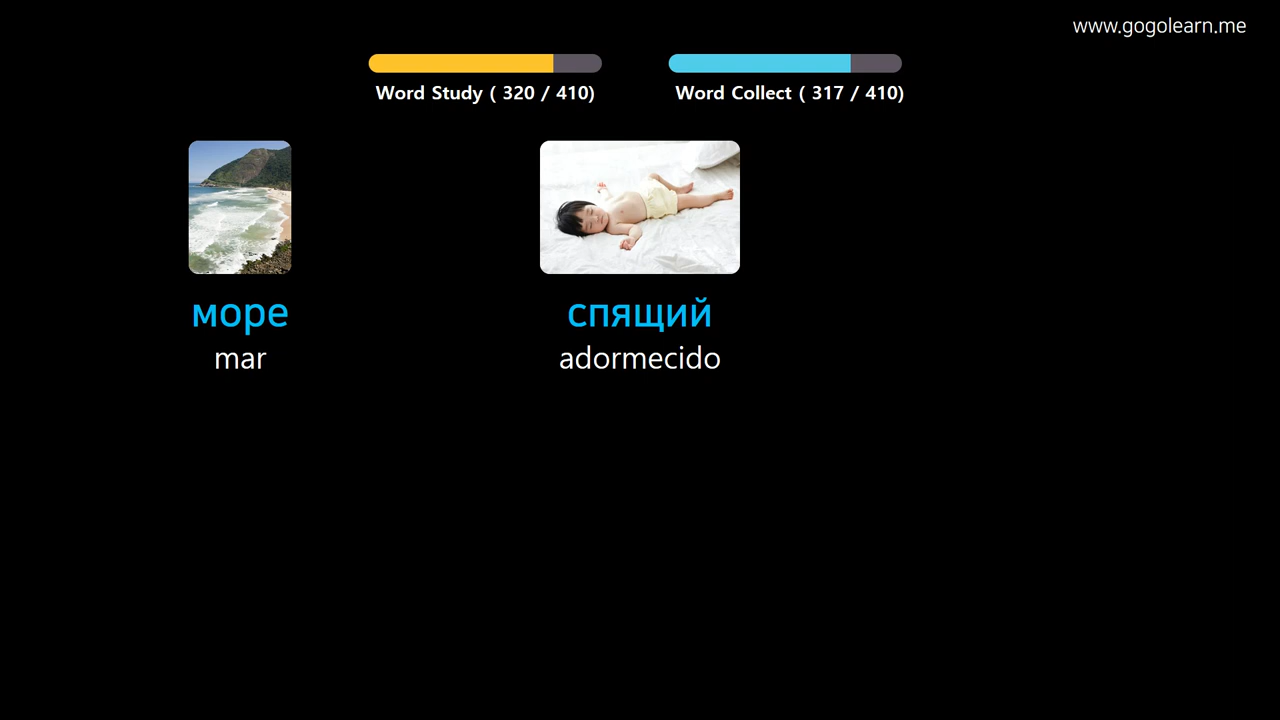 www.gogolearn.me
Word Study ( 320 / 410)
Word Collect ( 317 / 410)
море
mar
спящий
adormecido